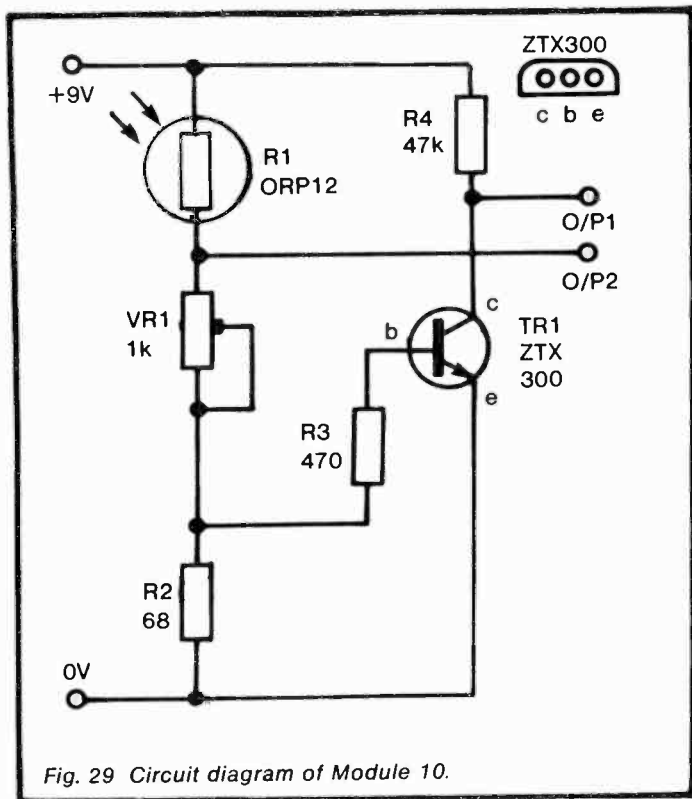 ZTX300
c b e
+9V
R4
47k
R1
ORP12
O/P1
O/P2
VR1
1k
c
b
TR1
ZTX
300
e
R3
470
R2
68
0V
Fig. 29 Circuit diagram of Module 10.